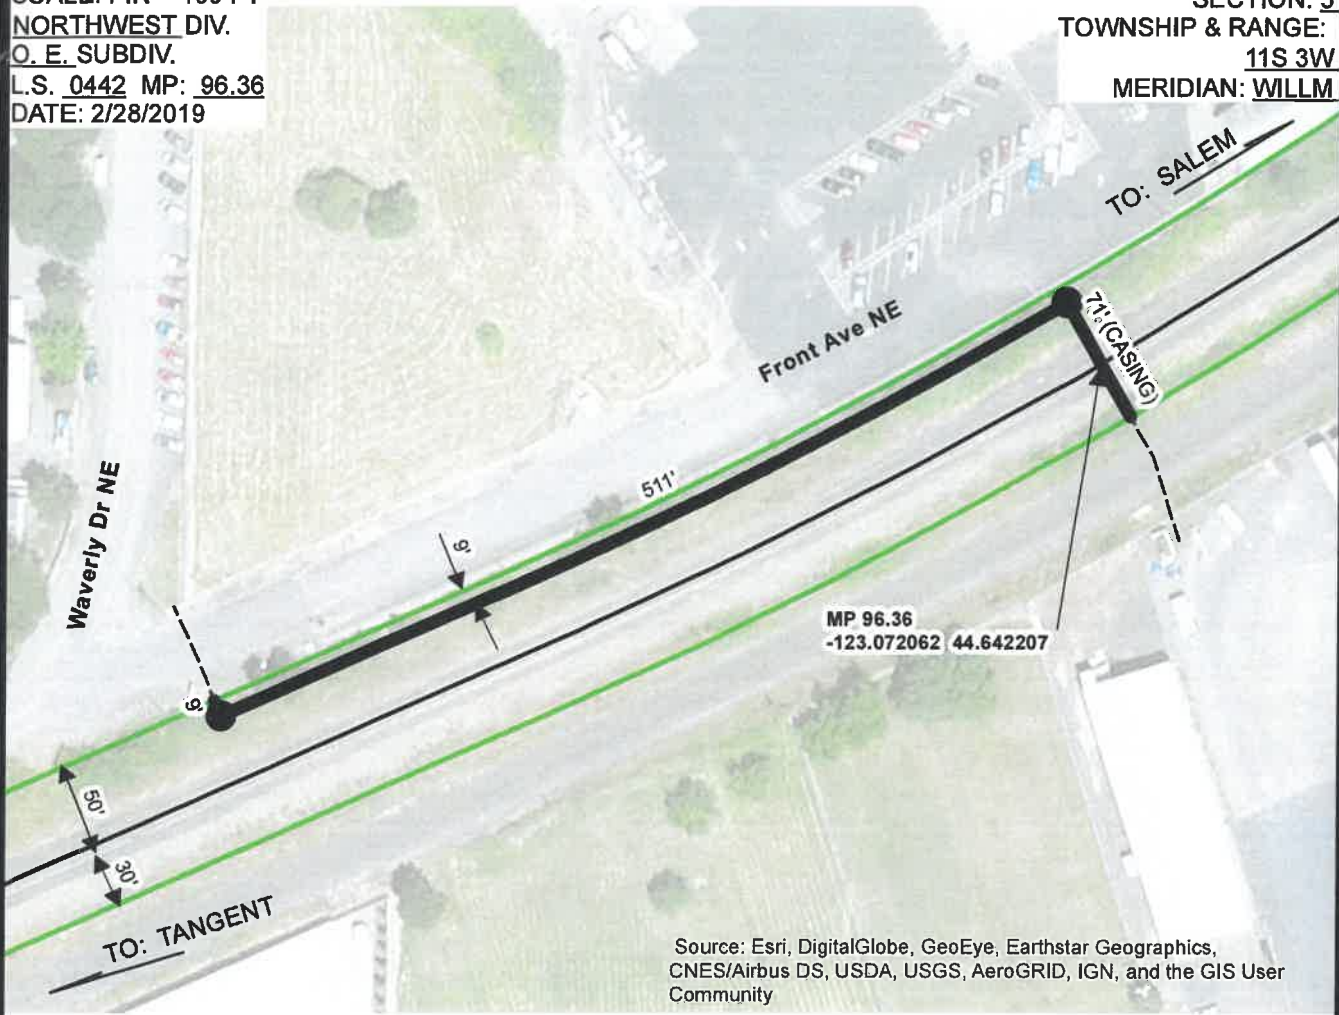 NORTHWEST DIV.
O. E. SUBDIV.
L.S. 0442 MP: 96.36
DATE: 2/28/2019
SECTION:
TOWNSHIP & RANGE:
11S 3W
MERIDIAN: WILLM
TO: SALEM
71' (CASING)
Front Ave NE
511'
9'
Waverly Dr NE
MP 96.36
-123.072062 44.642207
9'
50'
30'
TO: TANGENT
Source: Esri, DigitalGlobe, GeoEye, Earthstar Geographics,
CNES/Airbus DS, USDA, USGS, AeroGRID, IGN, and the GIS User
Community